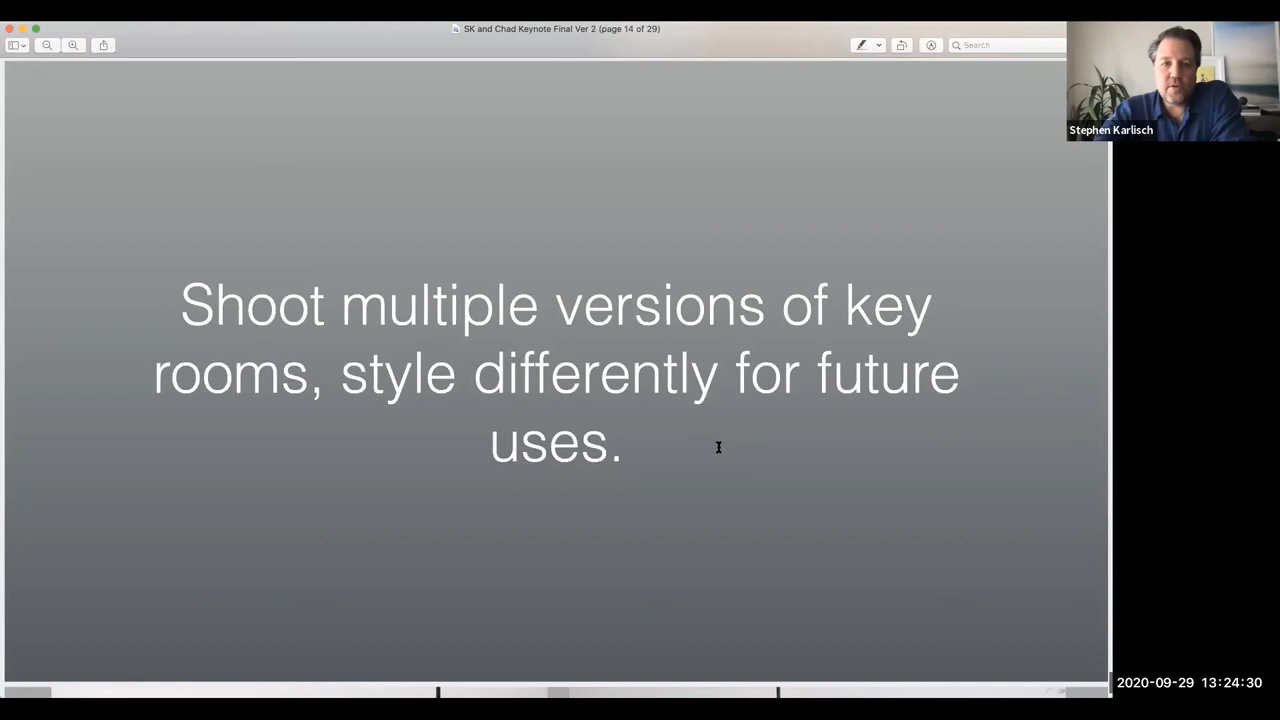 SK and Chad Keynote Final Ver 2 (page 14 of 29)
Search
Stephen Karlisch
Shoot multiple versions of key
rooms, style differently for future
uses.
2020-09-29 13:24:30